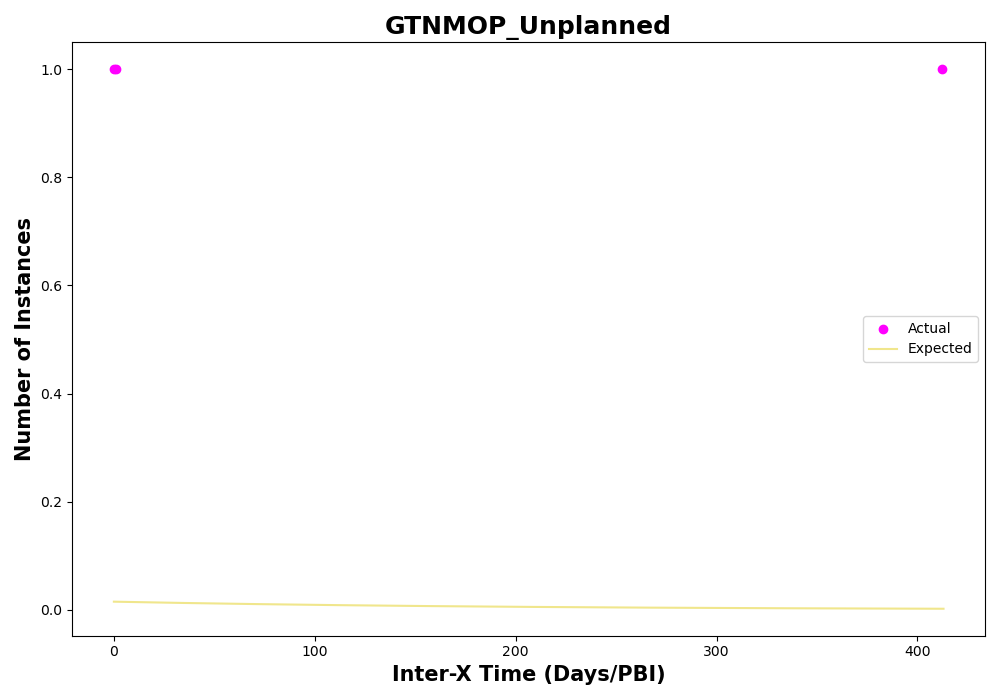 GTNMOP_Unplanned
Number of Instances
1.0
0.8
0.6
0.4
0.2
0.0
Actual
Expected
0 100 200 300 400
Inter-X Time (Days/PBI)